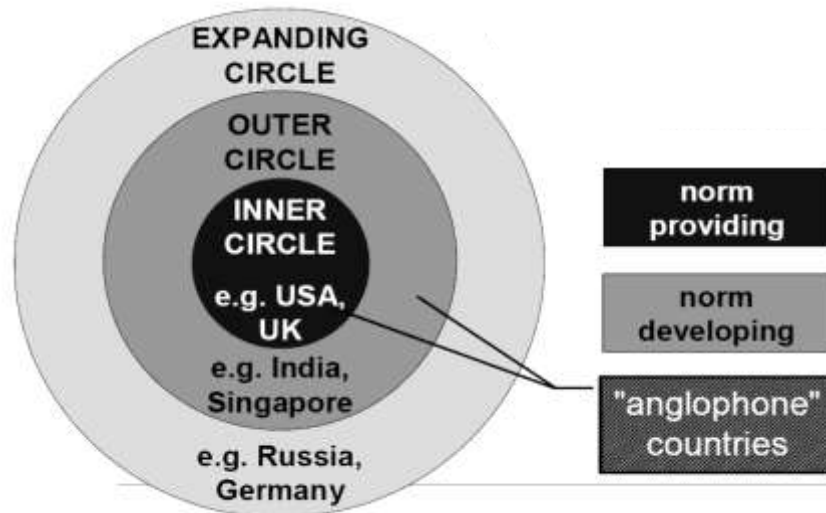 EXPANDING
CIRCLE
OUTER
CIRCLE
INNER
CIRCLE
e.g. USA,
UK
e.g. India,
Singapore
e.g. Russia,
Germany
norm
providing
norm
developing
"anglophone"
countries